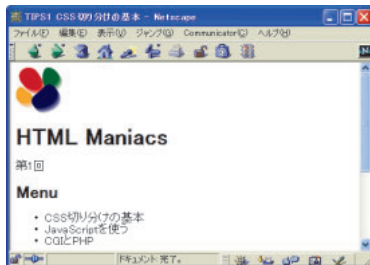 TIPS1 CSS切り分けの基本 - Netscape
ファイル(F) 編集(E) 表示(V) ジャンプ(G) Communicator(C) ヘルプ(H)
HTML Maniacs
第1回
Menu
• CSS切り分けの基本
• JavaScriptを使う
• CGIとPHP
ドキュメント 完了。